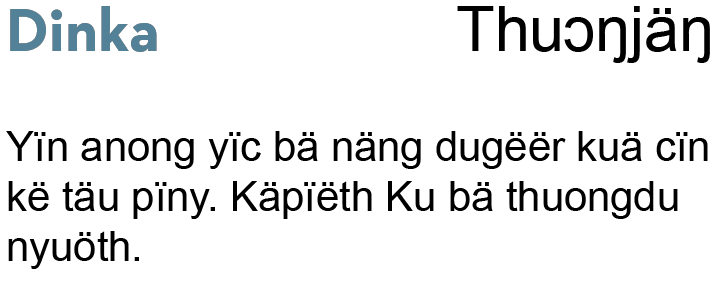 Dinka Thuɔŋjäŋ
Yïn anong yïc bä näng dugëër kuä cïn
kë täu pïny. Käpïëth Ku bä thuongdu
nyuöth.